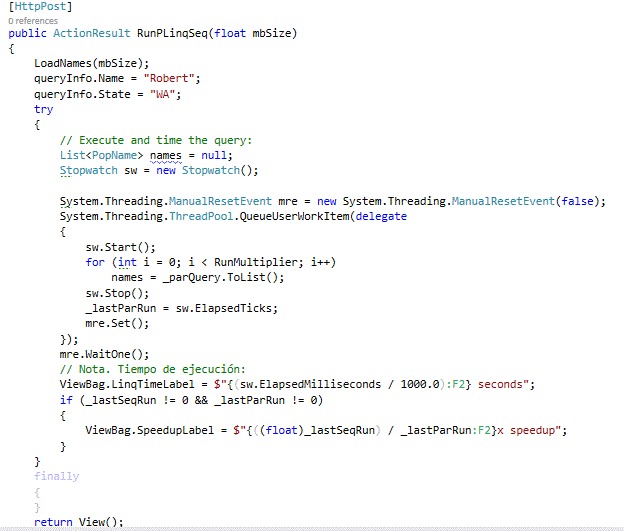 [HttpPost]
0 references
public ActionResult RunPLinqSeq(float mbSize)
{
LoadNames(mbSize);
queryInfo.Name = "Robert";
queryInfo.State = "WA";
try
{
// Execute and time the query:
List<PopName> names = null;
Stopwatch sw = new Stopwatch();
System.Threading.ManualResetEvent mre = new System.Threading.ManualResetEvent(false);
System.Threading.ThreadPool.QueueUserWorkItem(delegate
{
sw.Start();
for (int i = 0; i < RunMultiplier; i++)
names = _parQuery.ToList();
sw.Stop();
_lastParRun = sw.ElapsedTicks;
mre.Set();
});
mre.WaitOne();
// Nota. Tiempo de ejecución:
ViewBag.LinqTimeLabel = $"{(sw.ElapsedMilliseconds / 1000.0):F2} seconds";
if (_lastSeqRun != 0 && _lastParRun != 0)
{
ViewBag.SpeedupLabel = $"{((float)_lastSeqRun) / _lastParRun:F2}x speedup";
}
}
finally
{
}
return View();